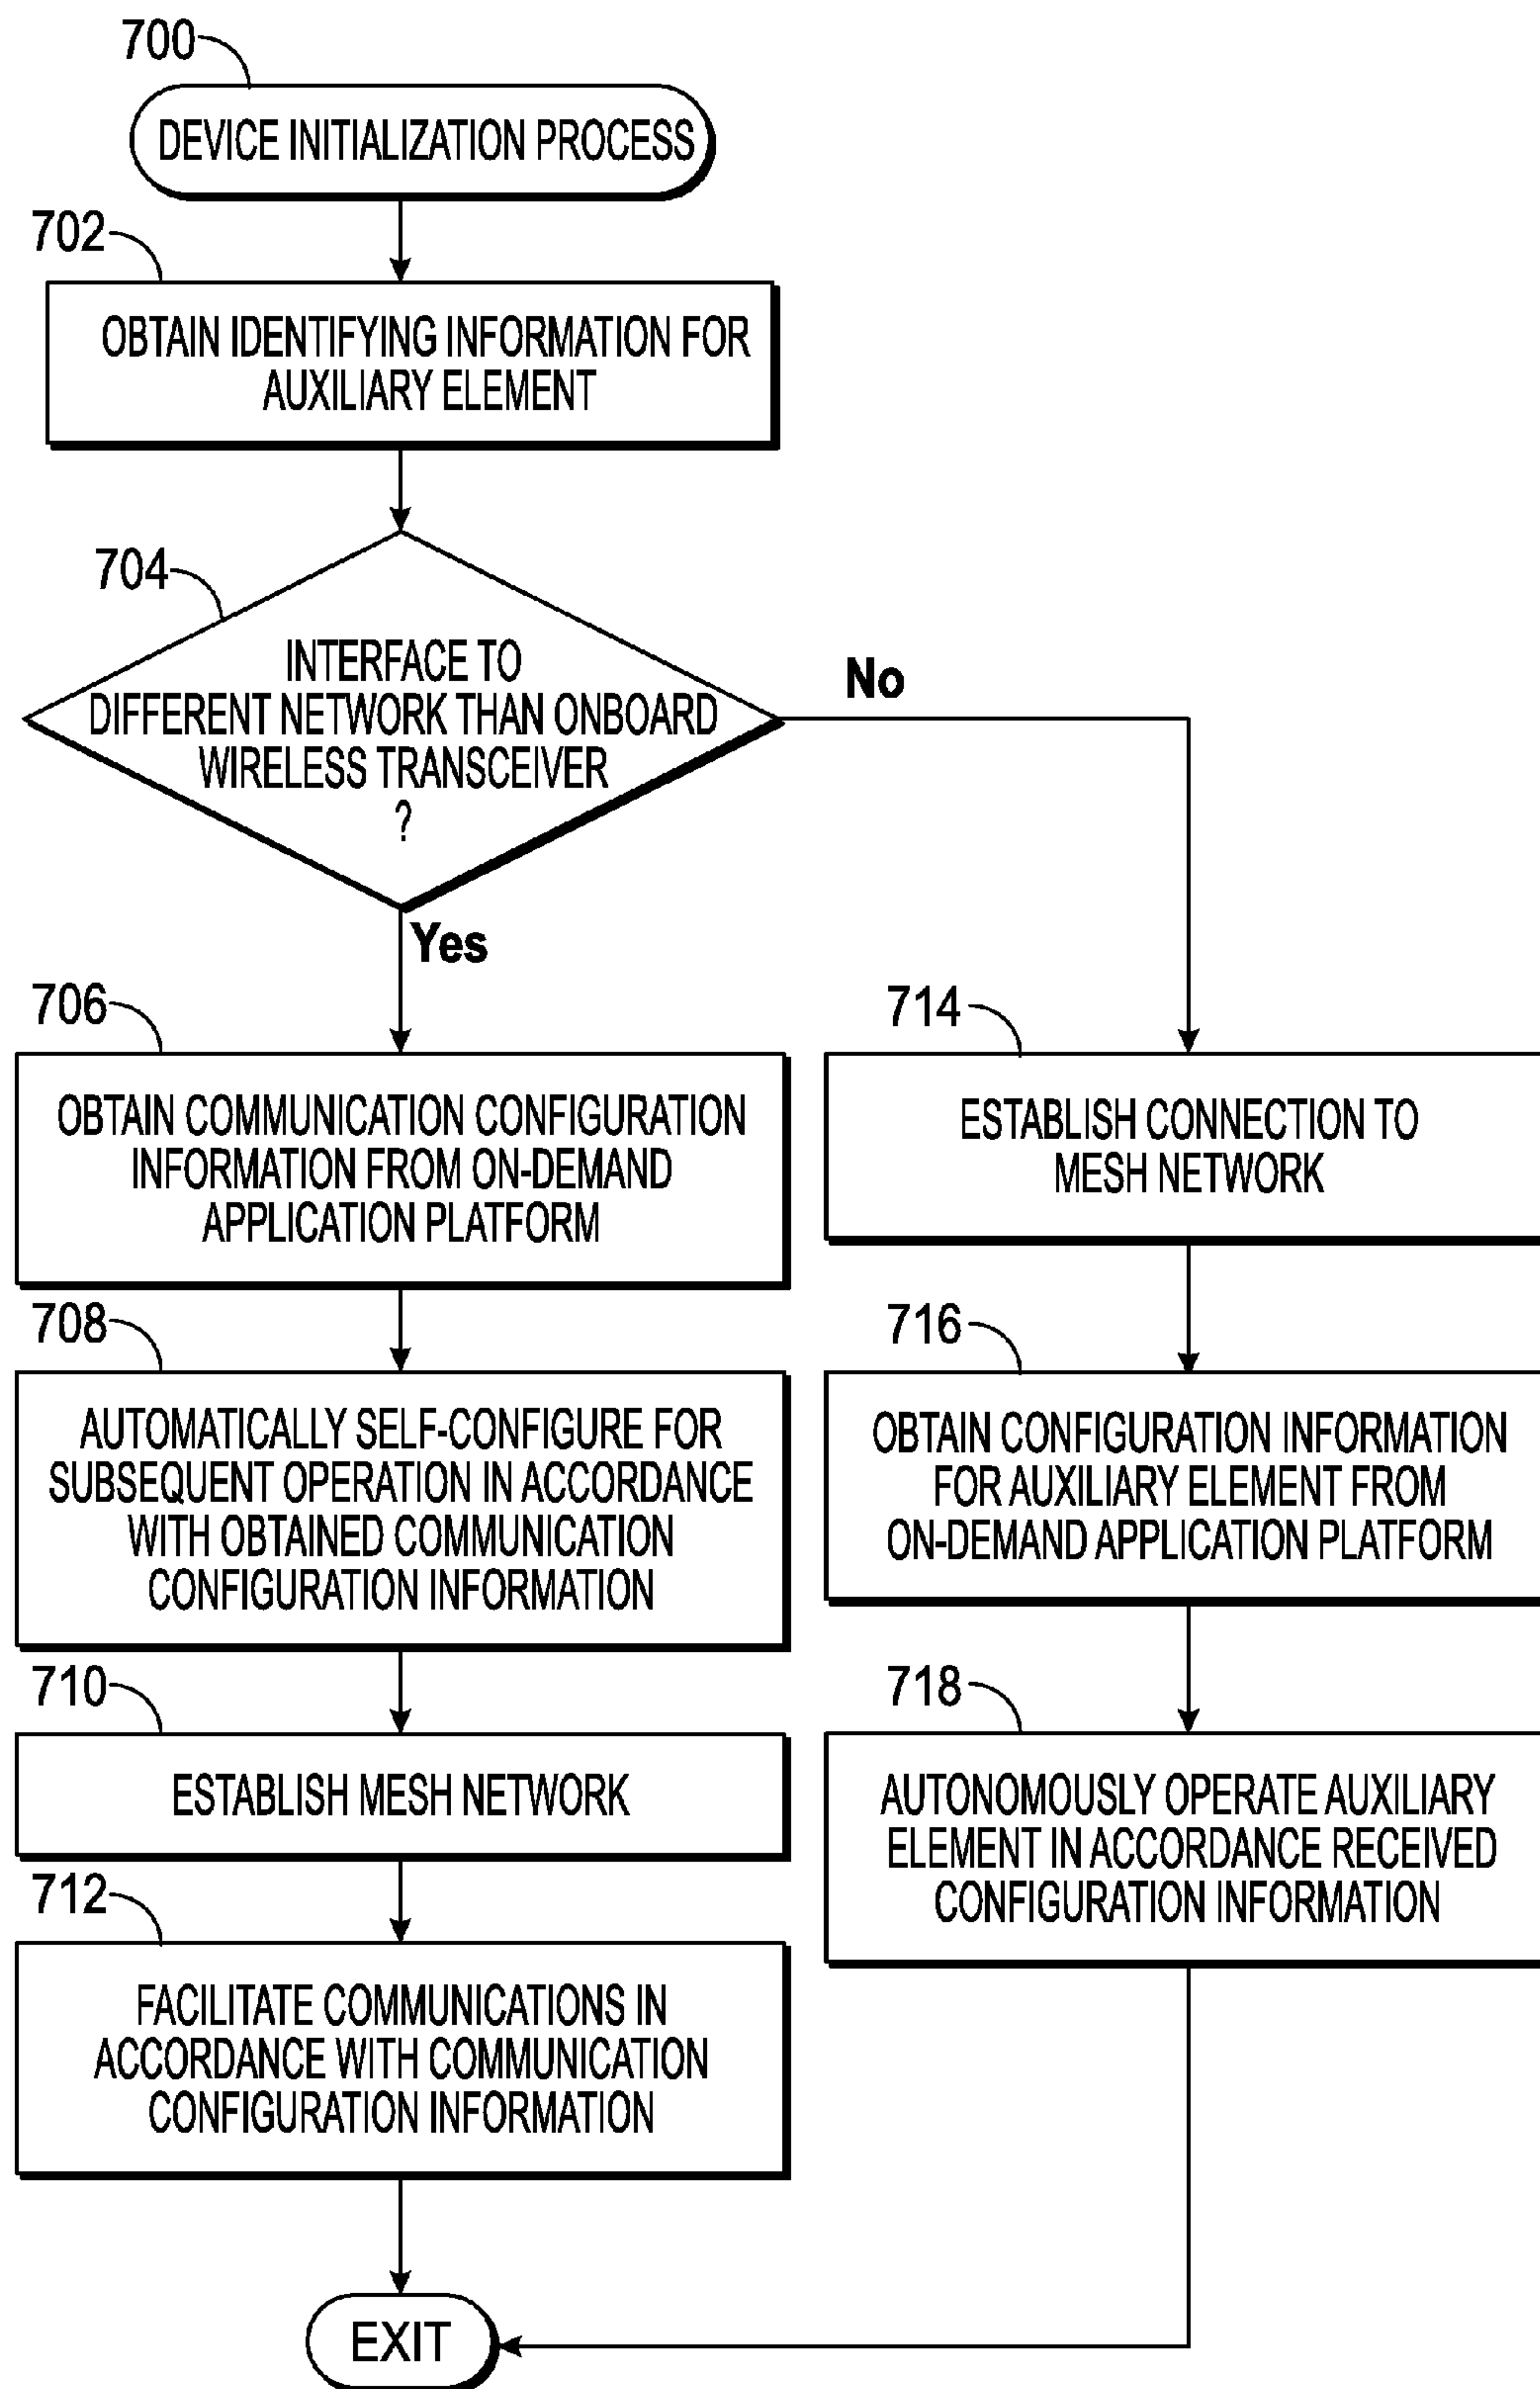 700
DEVICE INITIALIZATION PROCESS
702
OBTAIN IDENTIFYING INFORMATION FOR
AUXILIARY ELEMENT
704
INTERFACE TO
DIFFERENT NETWORK THAN ONBOARD
WIRELESS TRANSCEIVER
?
No
Yes
706
OBTAIN COMMUNICATION CONFIGURATION
INFORMATION FROM ON-DEMAND
APPLICATION PLATFORM
708
AUTOMATICALLY SELF-CONFIGURE FOR
SUBSEQUENT OPERATION IN ACCORDANCE
WITH OBTAINED COMMUNICATION
CONFIGURATION INFORMATION
710
ESTABLISH MESH NETWORK
712
FACILITATE COMMUNICATIONS IN
ACCORDANCE WITH COMMUNICATION
CONFIGURATION INFORMATION
714
ESTABLISH CONNECTION TO
MESH NETWORK
716
OBTAIN CONFIGURATION INFORMATION
FOR AUXILIARY ELEMENT FROM
ON-DEMAND APPLICATION PLATFORM
718
AUTONOMOUSLY OPERATE AUXILIARY
ELEMENT IN ACCORDANCE RECEIVED
CONFIGURATION INFORMATION
EXIT